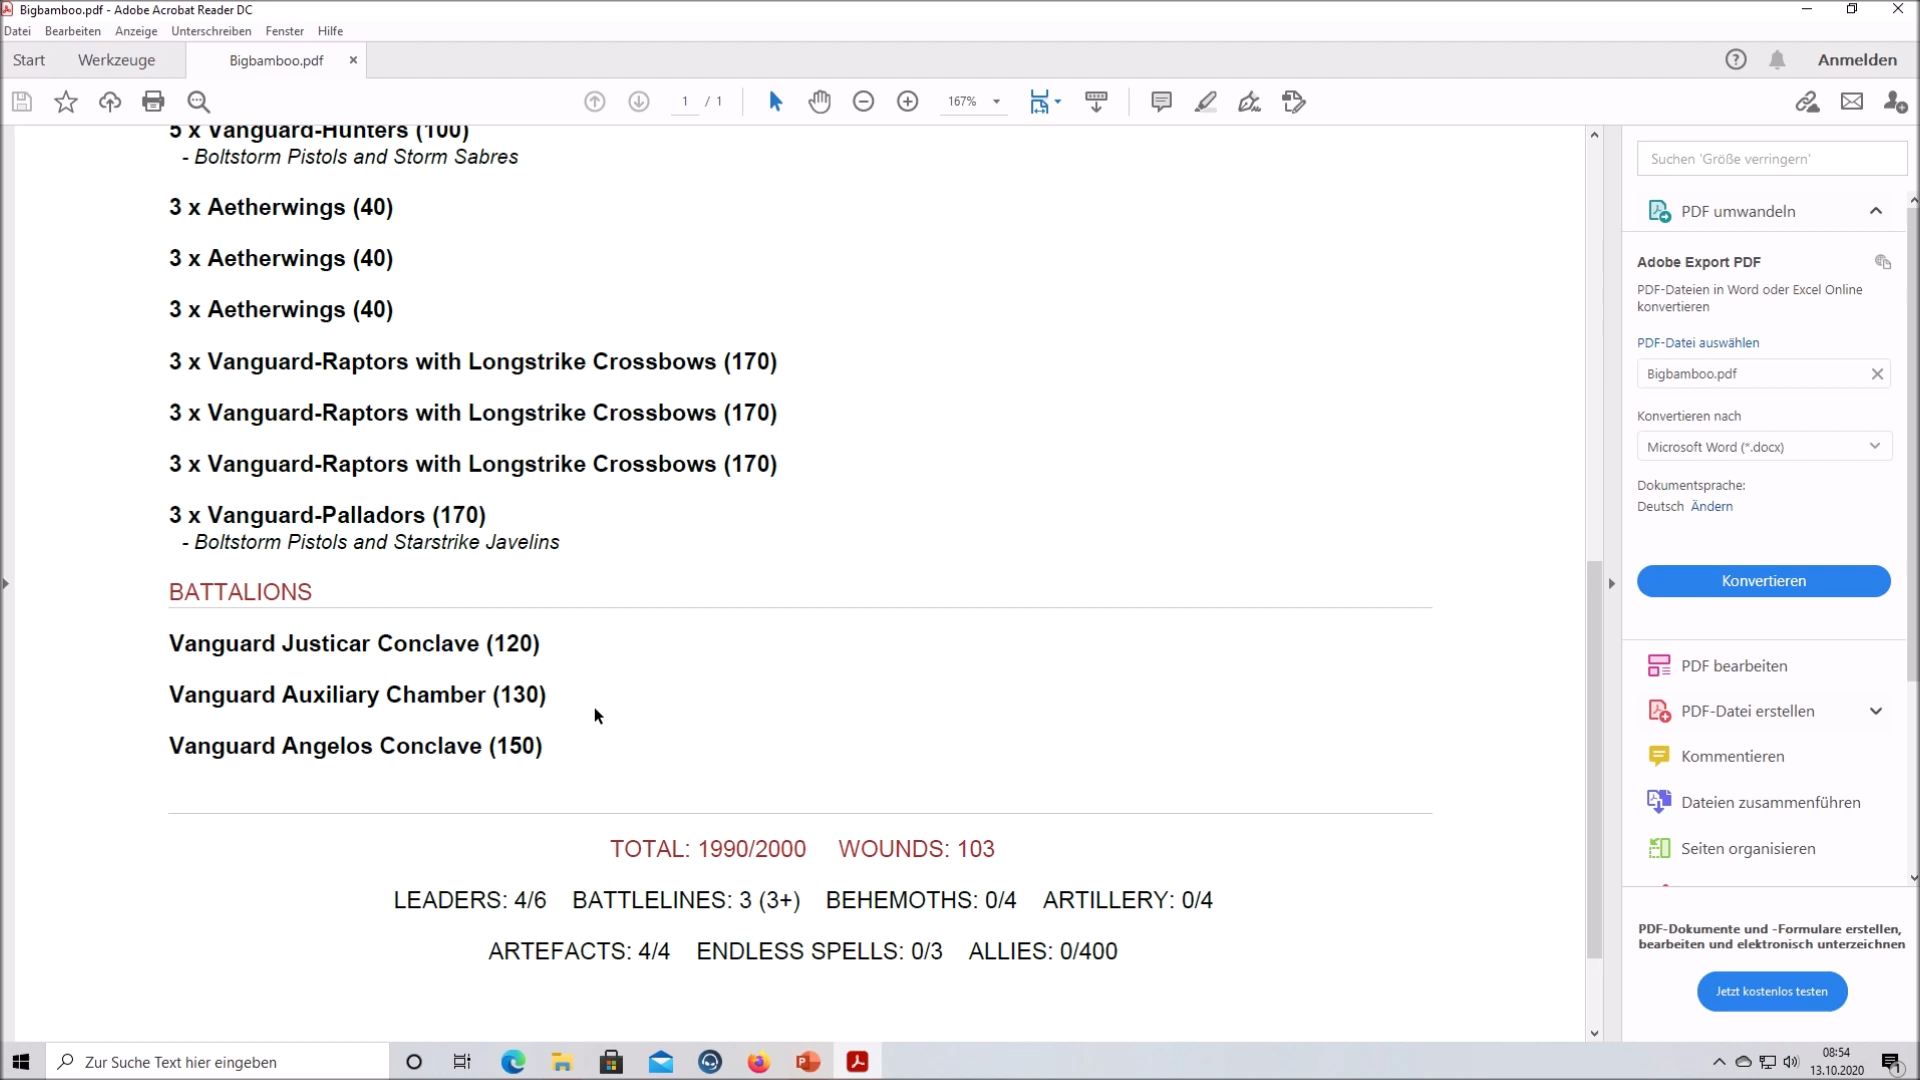 Bigbamboo.pdf - Adobe Acrobat Reader DC
Datei Bearbeiten Anzeige Unterschreiben Fenster Hilfe
Start Werkzeuge Bigbamboo.pdf × Anmelden
1 / 1 167%
5 x Vanguard-Hunters (100)
- Boltstorm Pistols and Storm Sabres
3 x Aetherwings (40)
3 x Aetherwings (40)
3 x Aetherwings (40)
3 x Vanguard-Raptors with Longstrike Crossbows (170)
3 x Vanguard-Raptors with Longstrike Crossbows (170)
3 x Vanguard-Raptors with Longstrike Crossbows (170)
3 x Vanguard-Palladors (170)
- Boltstorm Pistols and Starstrike Javelins
BATTALIONS
Vanguard Justicar Conclave (120)
Vanguard Auxiliary Chamber (130)
Vanguard Angelos Conclave (150)
TOTAL: 1990/2000 WOUNDS: 103
LEADERS: 4/6 BATTLELINES: 3 (3+) BEHEMOTHS: 0/4 ARTILLERY: 0/4
ARTEFACTS: 4/4 ENDLESS SPELLS: 0/3 ALLIES: 0/400
Suchen 'Größe verringern'
PDF umwandeln
Adobe Export PDF
PDF-Dateien in Word oder Excel Online
konvertieren
PDF-Datei auswählen
Bigbamboo.pdf
Konvertieren nach
Microsoft Word (*.docx)
Dokumentsprache:
Deutsch Ändern
Konvertieren
PDF bearbeiten
PDF-Datei erstellen
Kommentieren
Dateien zusammenführen
Seiten organisieren
PDF-Dokumente und -Formulare erstellen,
bearbeiten und elektronisch unterzeichnen
Jetzt kostenlos testen
Zur Suche Text hier eingeben
08:54
13.10.2020
1